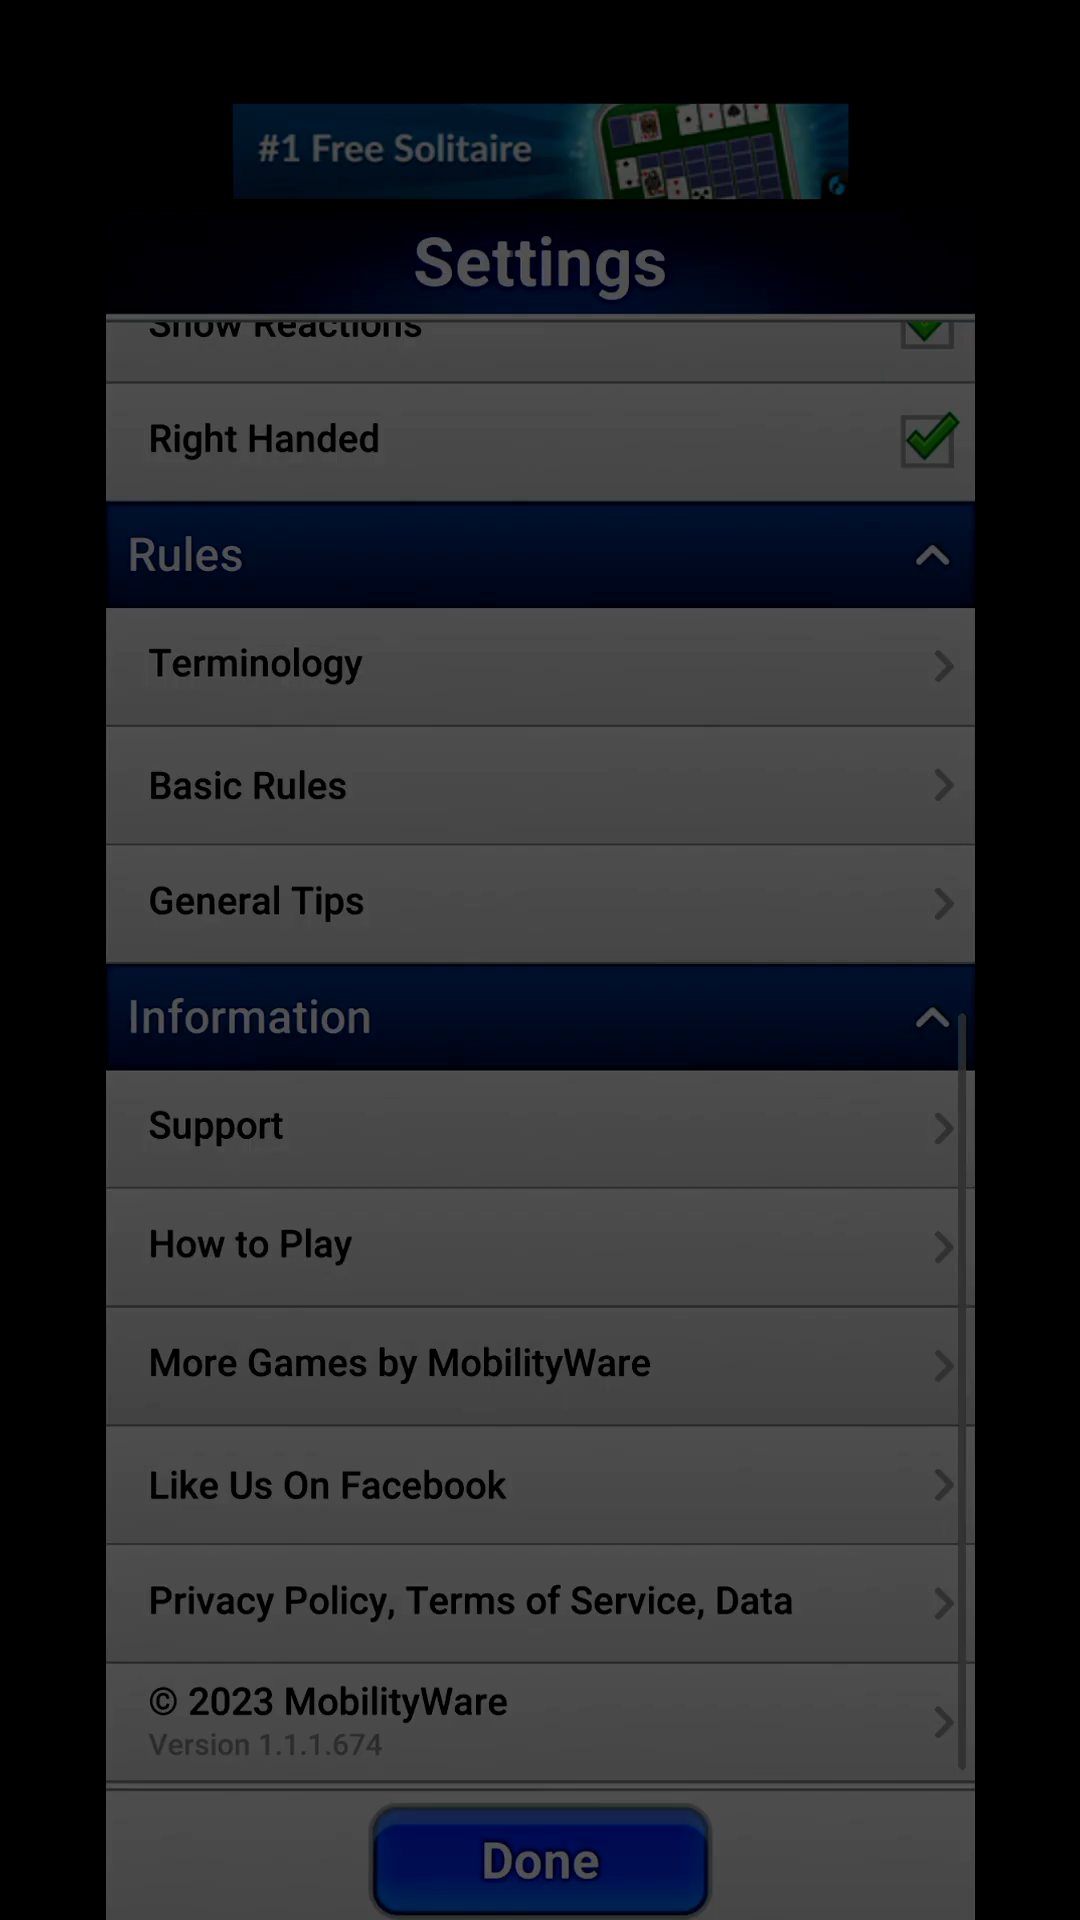 #1 Free Solitaire
Settings
Show Reactions
Right Handed
Rules
Terminology
Basic Rules
General Tips
Information
Support
How to Play
More Games by MobilityWare
Like Us On Facebook
Privacy Policy, Terms of Service, Data
© 2023 MobilityWare
Version 1.1.1.674
Done